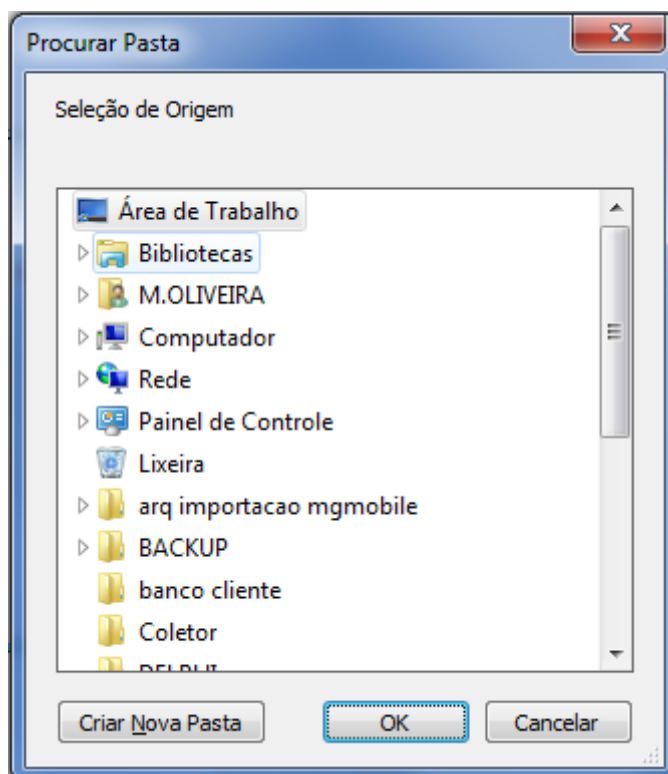 Procurar Pasta
Seleção de Origem
Área de Trabalho
Bibliotecas
M.OLIVEIRA
Computador
Rede
Painel de Controle
Lixeira
arq importacao mgmobile
BACKUP
banco cliente
Coletor
Criar Nova Pasta
OK
Cancelar